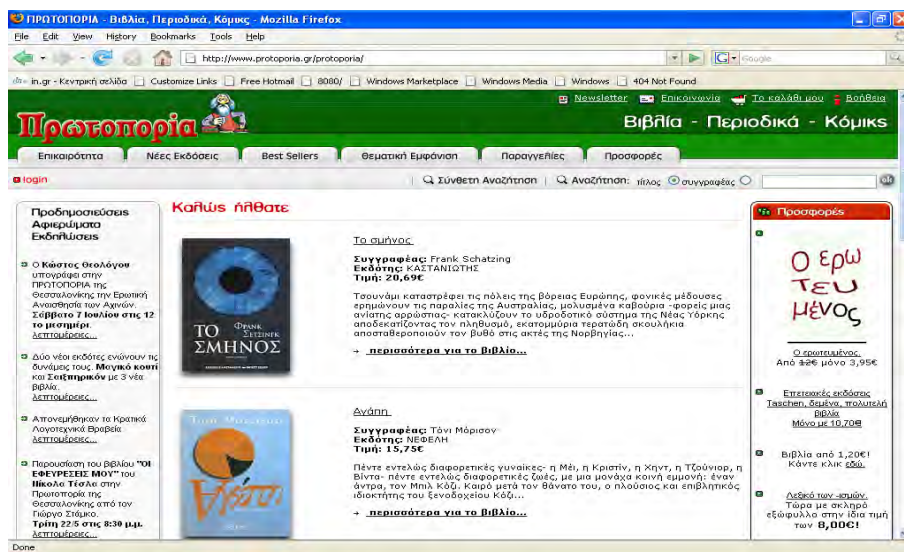 ΠΡΩΤΟΠΟΡΙΑ - Βιβλία, Περιοδικά, Κόμικς - Mozilla Firefox
File Edit View History Bookmarks Tools Help
http://www.protoporia.gr/protoporia/
Google
in.gr - Κεντρική σελίδα Customize Links Free Hotmail 8080/ Windows Marketplace Windows Media Windows 404 Not Found
Newsletter Επικοινωνία Το καλάθι μου Βοήθεια
Πρωτοπορία
Βιβλία - Περιοδικά - Κόμικs
Επικαιρότητα Νέες Εκδόσεις Best Sellers Θεματική Εμφάνιση Παραγγελίες Προσφορές
login
Σύνθετη Αναζήτηση Αναζήτηση: τίτλος συγγραφέας
Προδημοσιεύσεις
Αφιερώματα
Εκδηλώσεις
Ο Κώστας Θεολόγου
υπογράφει στην
ΠΡΩΤΟΠΟΡΙΑ της
Θεσσαλονίκης την Ερωτική
Αναισθησία των Αχινών.
Σάββατο 7 Ιουλίου στις 12
το μεσημέρι.
λεπτομέρειες...
Δύο νέοι εκδότες ενώνουν τις
δυνάμεις τους. Μαγικό κουτί
και Σαιξπηρικόν με 3 νέα
βιβλία.
λεπτομέρειες...
Απονεμήθηκαν τα Κρατικά
Λογοτεχνικά Βραβεία
λεπτομέρειες...
Παρουσίαση του βιβλίου "ΟΙ
ΕΦΕΥΡΕΣΕΙΣ ΜΟΥ" του
Νίκολα Τέσλα στην
Πρωτοπορία της
Θεσσαλονίκης από τον
Γιώργο Στάμκο.
Τρίτη 22/5 στις 8:30 μ.μ.
λεπτομέρειες...
Καλώς ήλθατε
ΤΟ ΦΡΑΝΚ
ΣΕΤΣΙΝΓΚ
ΣΜΗΝΟΣ
Το σμήνος
Συγγραφέας: Frank Schatzing
Εκδότης: ΚΑΣΤΑΝΙΩΤΗΣ
Τιμή: 20,69€
Τσουνάμι καταστρέφει τις πόλεις της βόρειας Ευρώπης, φονικές μέδουσες
ερημώνουν τις παραλίες της Αυστραλίας, μολυσμένα καβούρια -φορείς μιας
ανίατης αρρώστιας- κατακλύζουν το υδροδοτικό σύστημα της Νέας Υόρκης
αποδεκατίζοντας τον πληθυσμό, εκατομμύρια τερατώδη σκουλήκια
αποσταθεροποιούν τον βυθό στις ακτές της Νορβηγίας...
περισσότερα για το βιβλίο...
Αγάπη
Αγάπη
Συγγραφέας: Τόνι Μόρισον
Εκδότης: ΝΕΦΕΛΗ
Τιμή: 15,75€
Πέντε εντελώς διαφορετικές γυναίκες- η Μέι, η Κριστίν, η Χηντ, η Τζούνιορ, η
Βίντα- πέντε εντελώς διαφορετικές ζωές, με μια μονάχα κοινή εμμονή: έναν
άντρα, τον Μπιλ Κόζι. Καιρό μετά τον θάνατο του, ο πλούσιος και επιβλητικός
ιδιοκτήτης του ξενοδοχείου Κόζι...
περισσότερα για το βιβλίο...
Προσφορές
Ο ερω
τευ
μένος
Ο ερωτευμένος.
Από 12€ μόνο 3,95€
Επετειακές εκδόσεις
Taschen, δεμένα, πολυτελή
βιβλία
Μόνο με 10,70€
Βιβλία από 1,20€!
Κάντε κλικ εδώ.
Λεξικό των -ισμών.
Τώρα με σκληρό
εξώφυλλο στην ίδια τιμή
των 8,00€!
Done